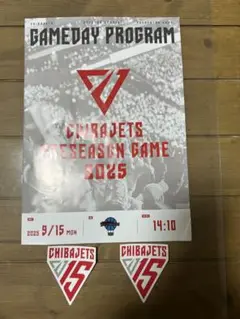 GAMEDAY PROGRAM
CHIBAJETS
PRESEASON GAME
2025
2025 9/15 MON
14:10
CHIBAJETS
15
CHIBAJETS
15